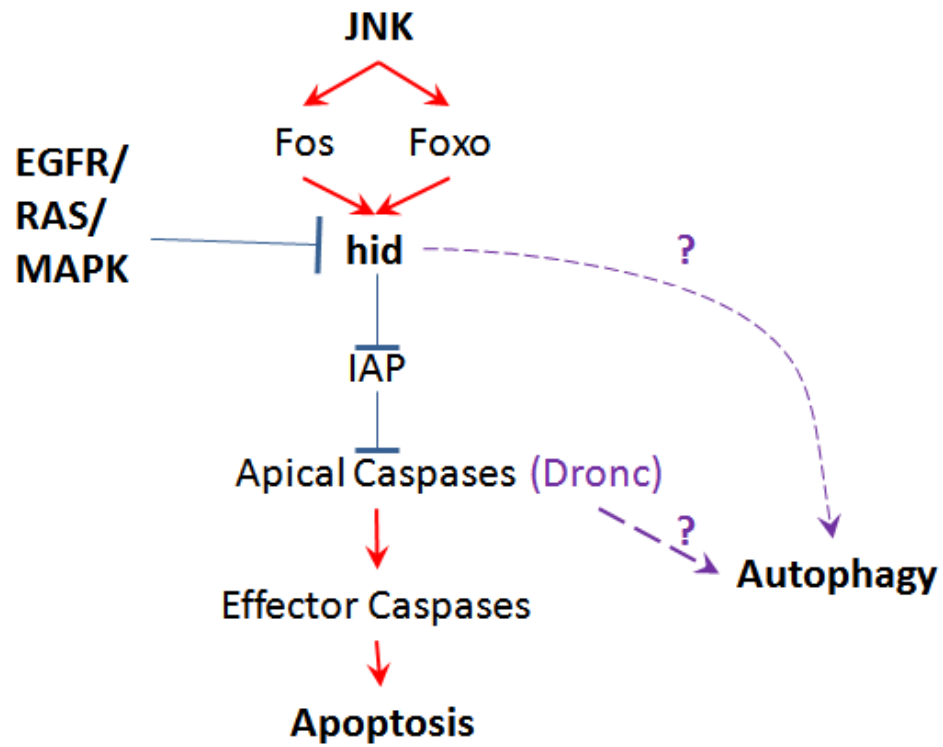 JNK
Fos Foxo
EGFR/
RAS/
MAPK
hid
?
IAP
Apical Caspases (Dronc)
?
Autophagy
Effector Caspases
Apoptosis